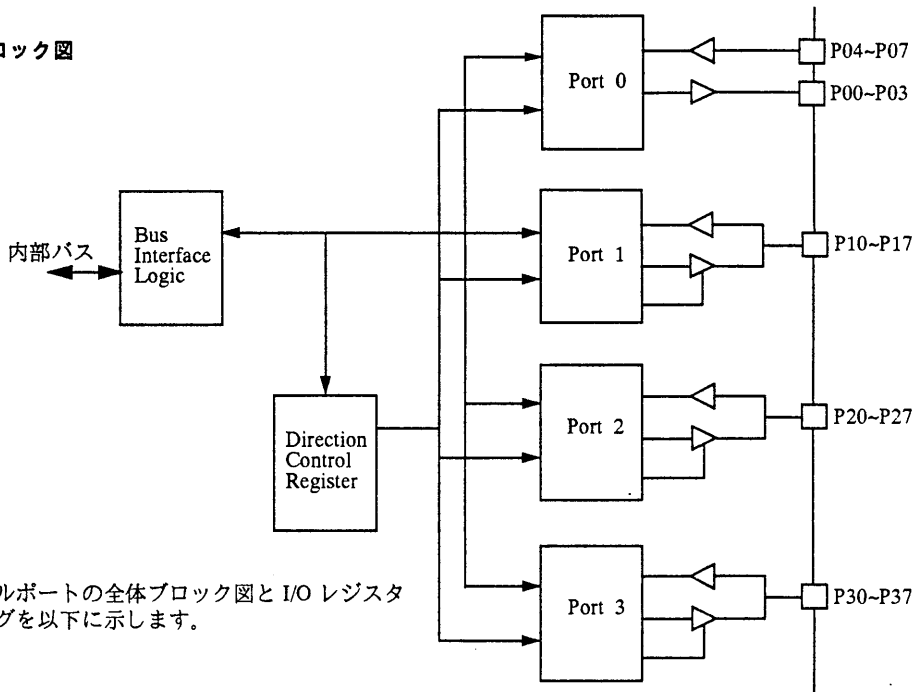 ロック図
Port 0
P04~P07
P00~P03
内部バス
Bus
Interface
Logic
Port 1
P10~P17
Direction
Control
Register
Port 2
P20~P27
Port 3
P30~P37
ルポートの全体ブロック図と I/O レジスタ
グを以下に示します。